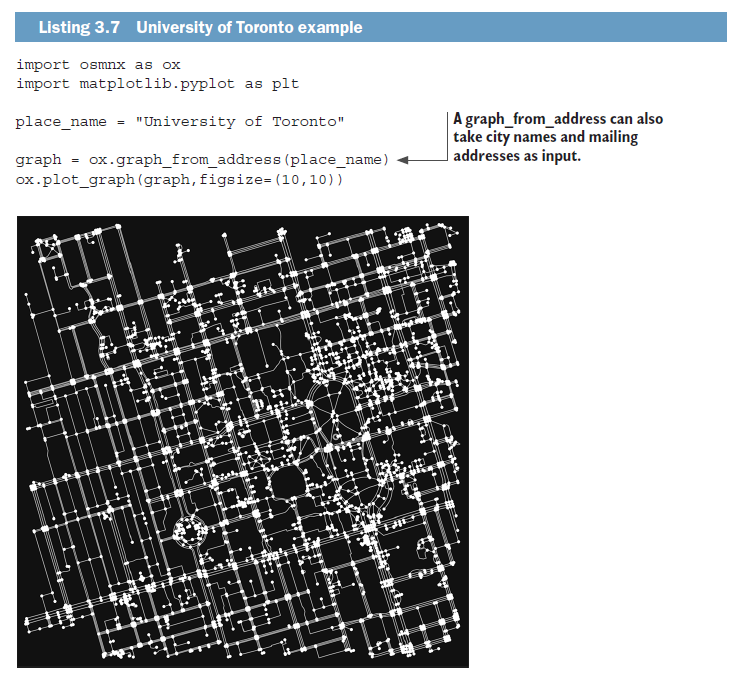 Listing 3.7 University of Toronto example
import osmnx as ox
import matplotlib.pyplot as plt
place_name = "University of Toronto"
graph = ox.graph_from_address(place_name)
ox.plot_graph(graph,figsize=(10,10))
A graph_from_address can also
take city names and mailing
addresses as input.